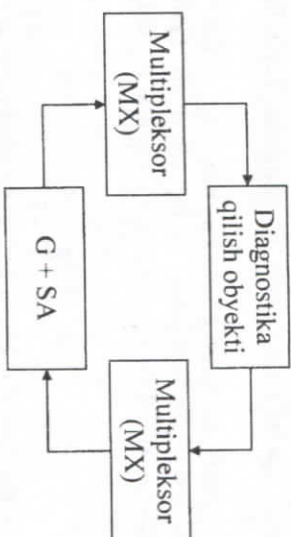 Multipleksor
(MX)
Diagnostika
qilish obyekti
G + SA
Multipleksor
(MX)